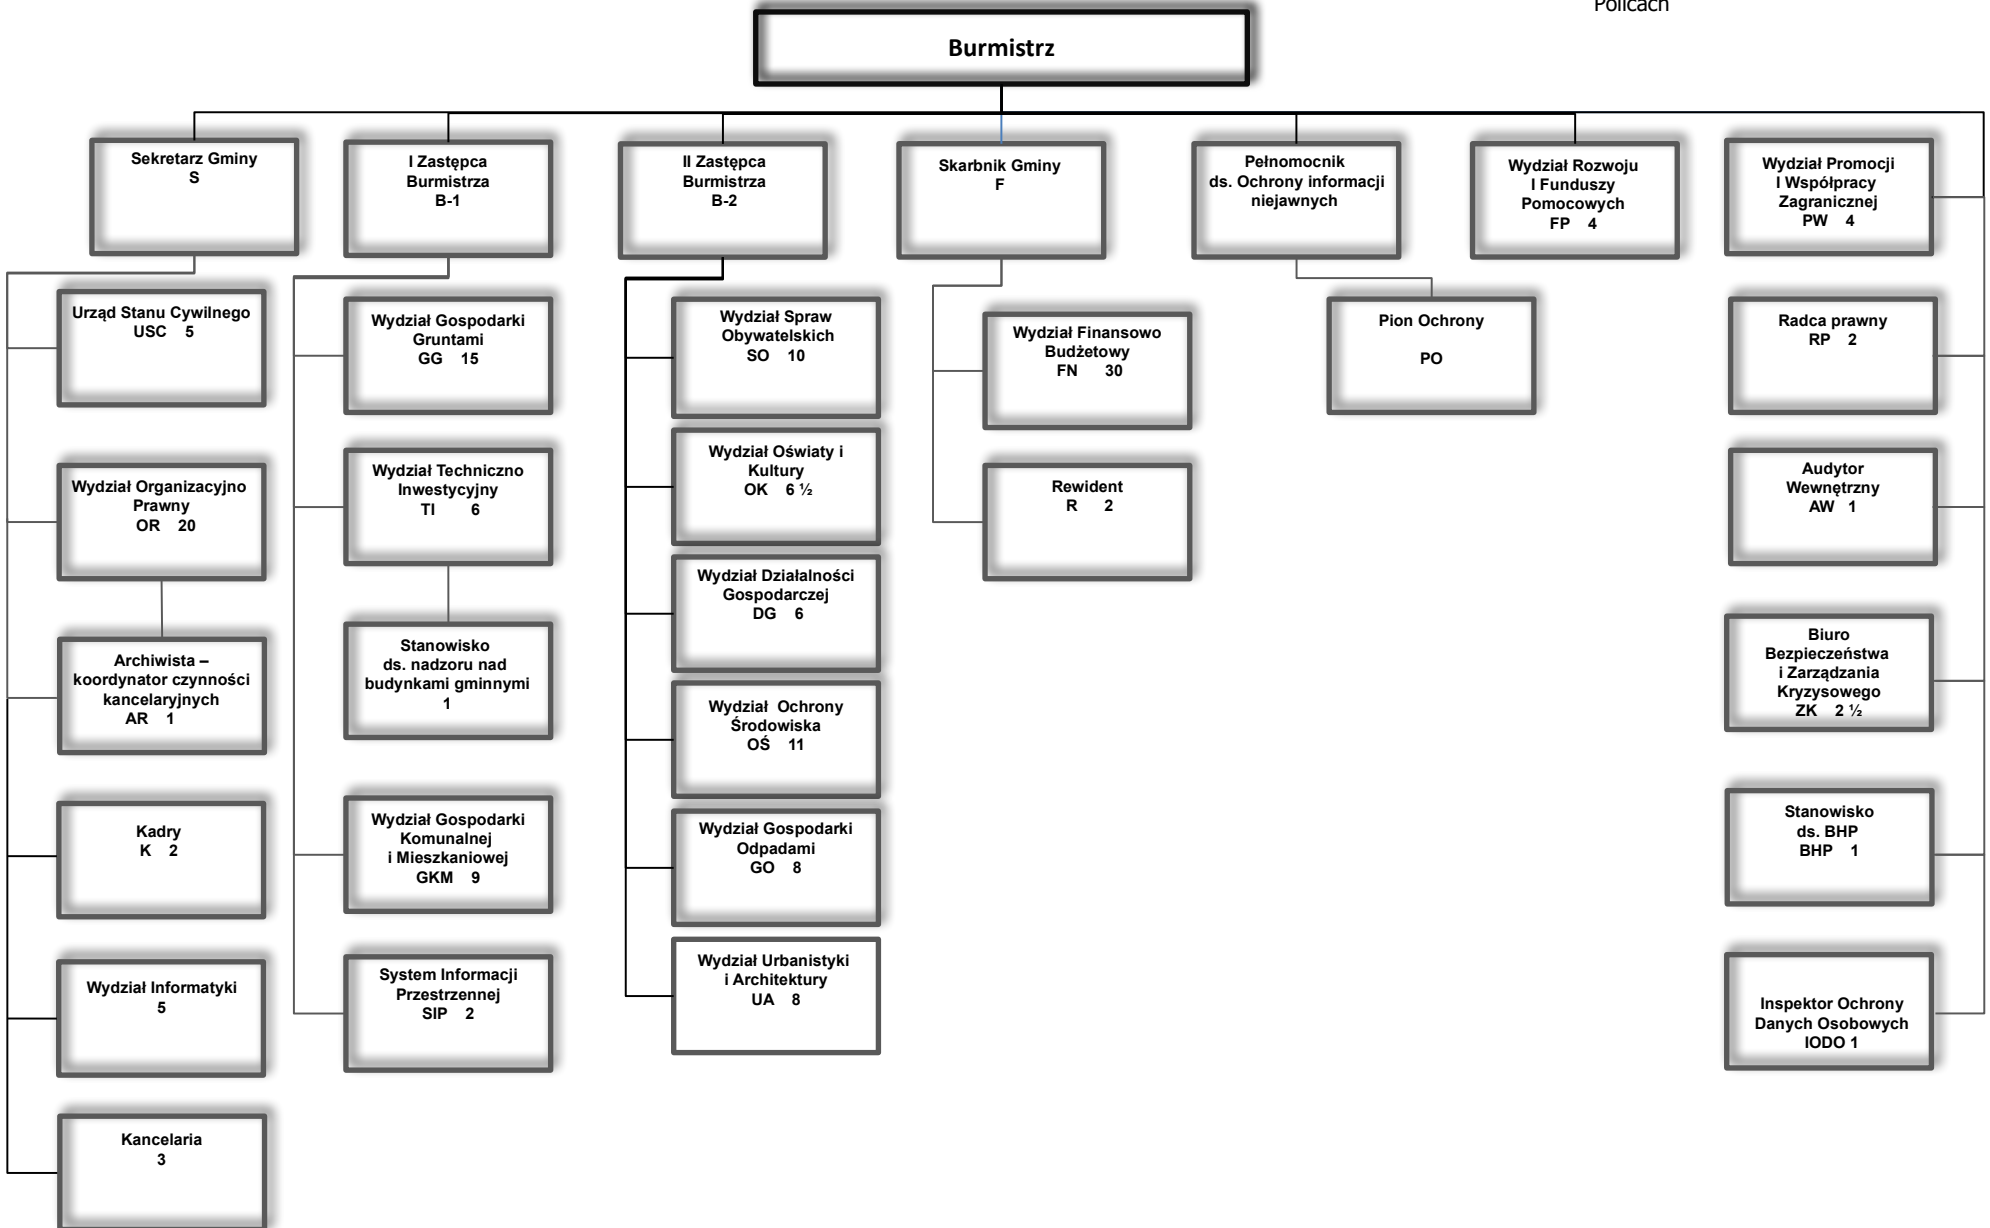 Policach
Burmistrz
Sekretarz Gminy
S
I Zastępca
Burmistrza
B-1
II Zastępca
Burmistrza
B-2
Skarbnik Gminy
F
Pełnomocnik
ds. Ochrony informacji
niejawnych
Wydział Rozwoju
I Funduszy
Pomocowych
FP 4
Wydział Promocji
I Współpracy
Zagranicznej
PW 4
Urząd Stanu Cywilnego
USC 5
Wydział Organizacyjno
Prawny
OR 20
Archiwista –
koordynator czynności
kancelaryjnych
AR 1
Kadry
K 2
Wydział Informatyki
5
Kancelaria
3
Wydział Gospodarki
Gruntami
GG 15
Wydział Techniczno
Inwestycyjny
TI 6
Stanowisko
ds. nadzoru nad
budynkami gminnymi
1
Wydział Gospodarki
Komunalnej
i Mieszkaniowej
GKM 9
System Informacji
Przestrzennej
SIP 2
Wydział Spraw
Obywatelskich
SO 10
Wydział Oświaty i
Kultury
OK 6 ½
Wydział Działalności
Gospodarczej
DG 6
Wydział Ochrony
Środowiska
OŚ 11
Wydział Gospodarki
Odpadami
GO 8
Wydział Urbanistyki
i Architektury
UA 8
Wydział Finansowo
Budżetowy
FN 30
Rewident
R 2
Pion Ochrony
PO
Radca prawny
RP 2
Audytor
Wewnętrzny
AW 1
Biuro
Bezpieczeństwa
i Zarządzania
Kryzysowego
ZK 2 ½
Stanowisko
ds. BHP
BHP 1
Inspektor Ochrony
Danych Osobowych
IODO 1